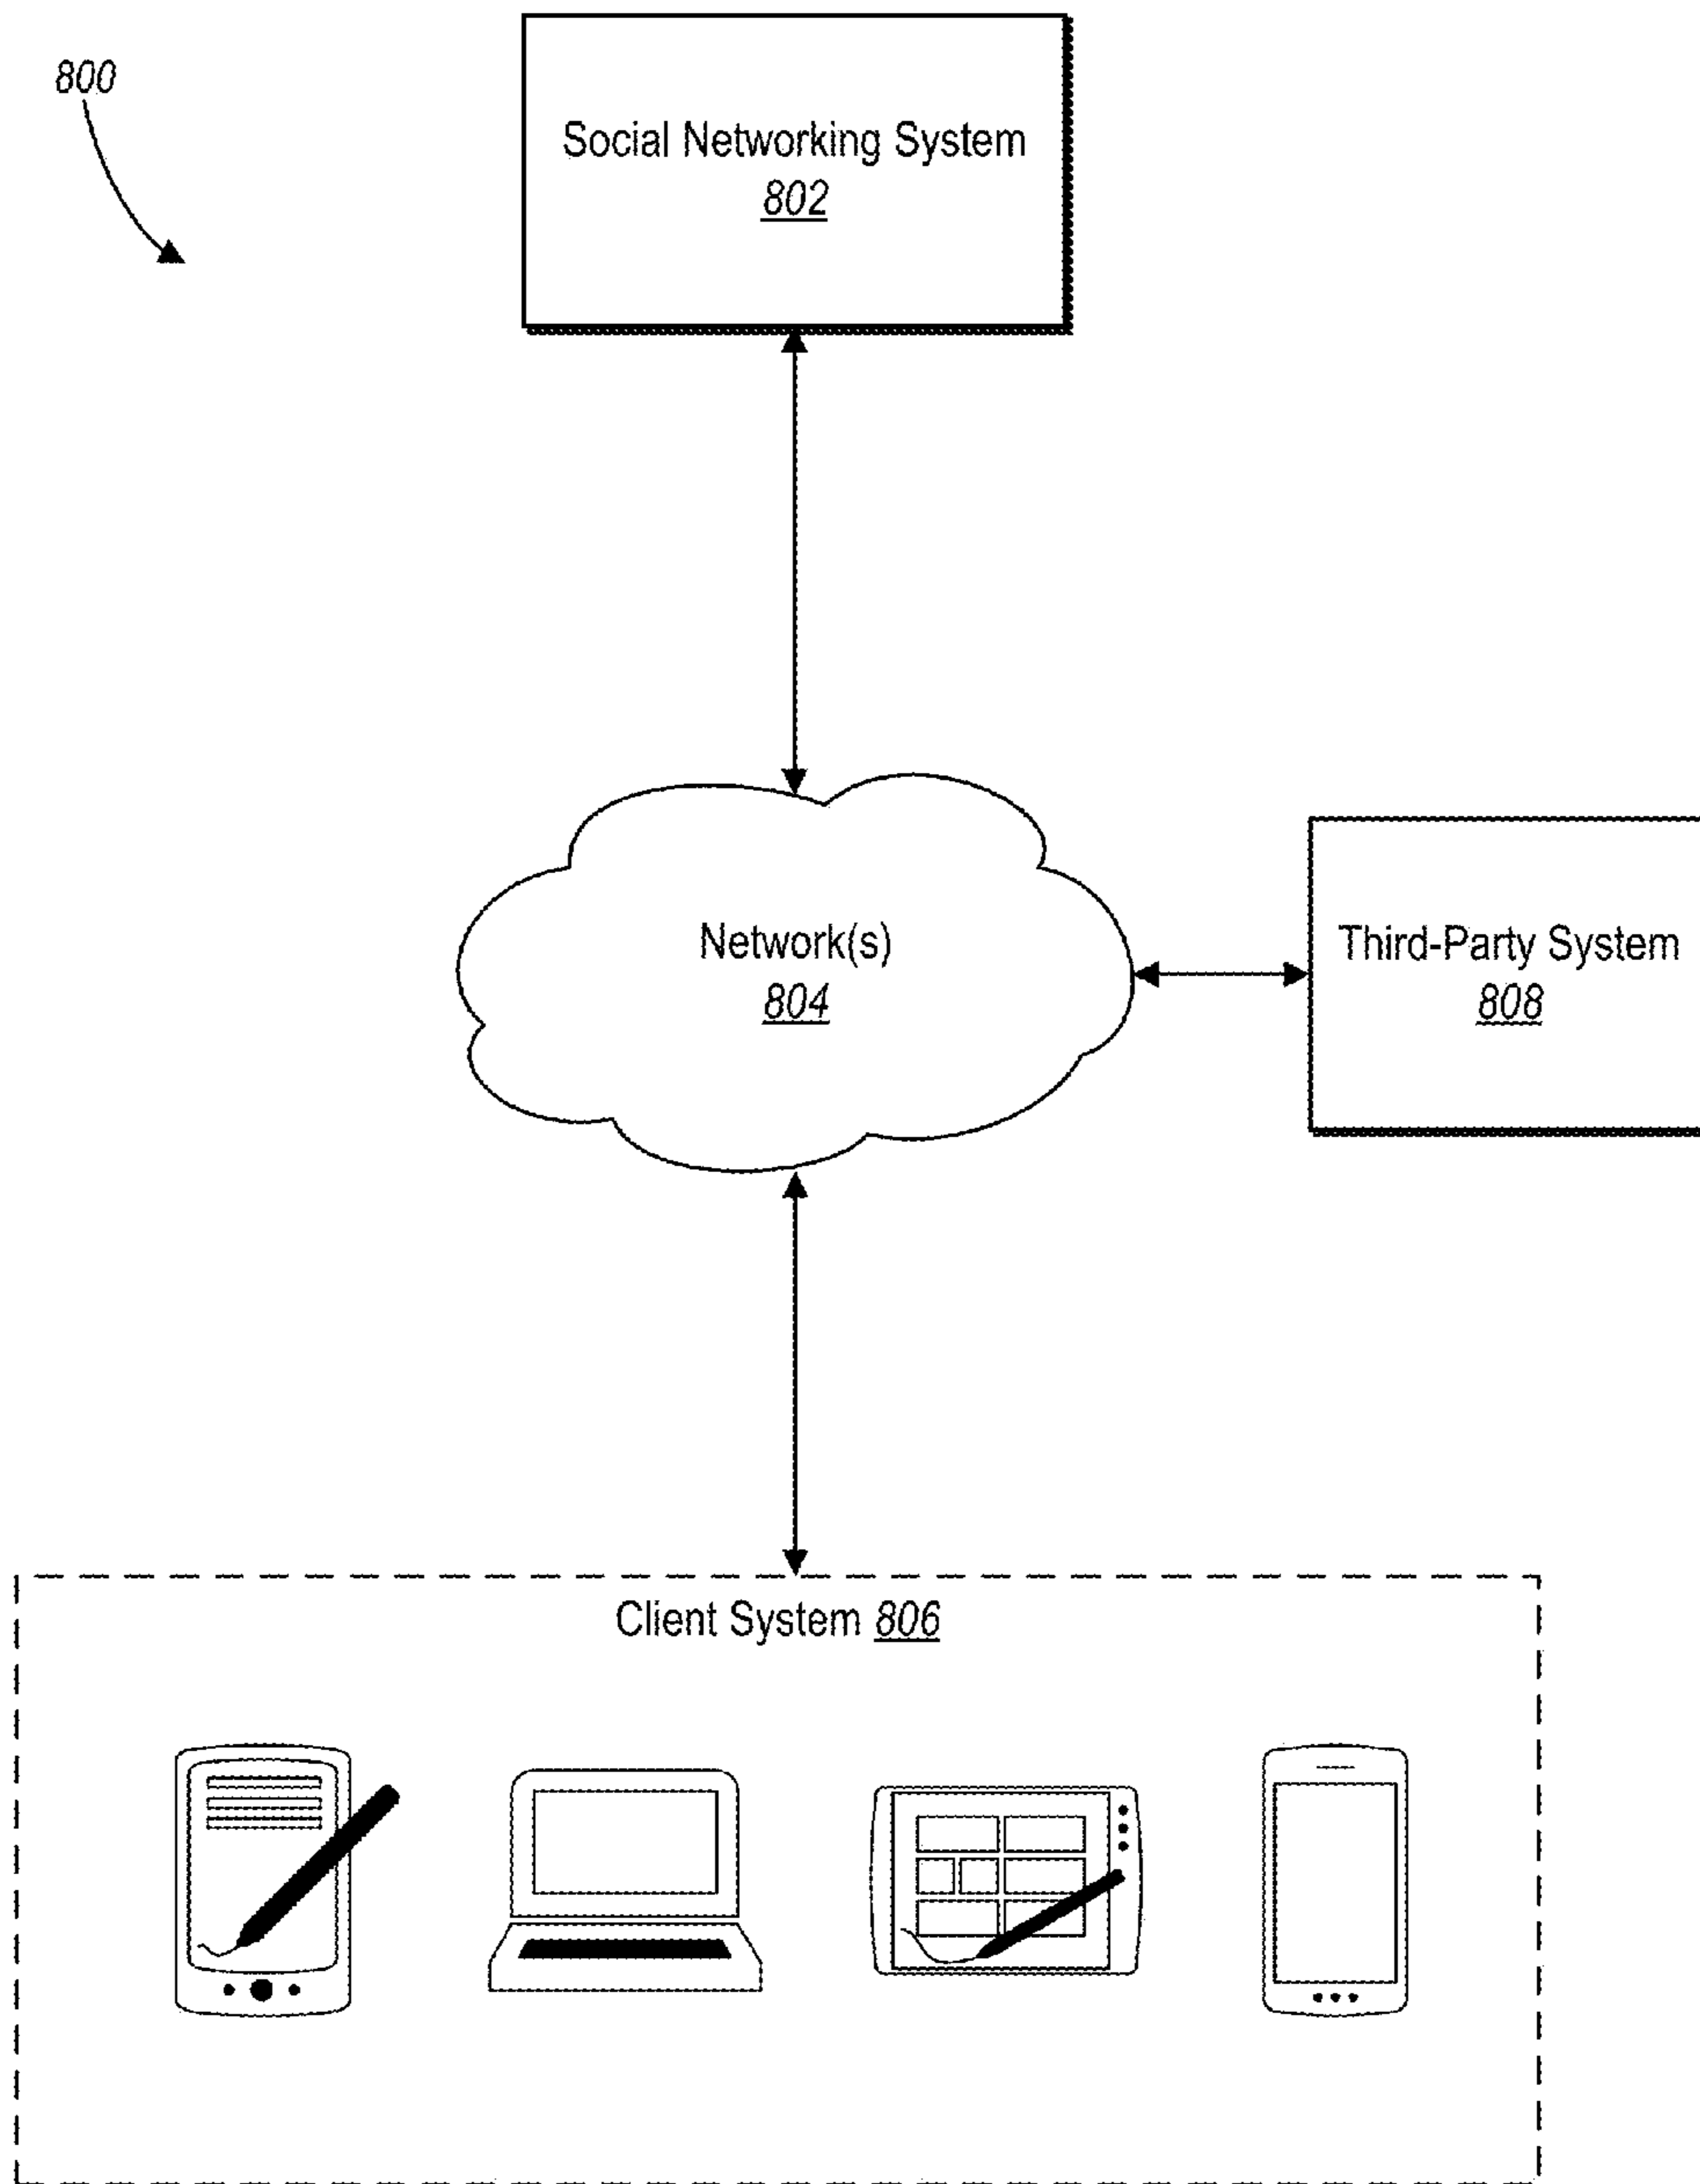 800
Social Networking System
802
Network(s)
804
Third-Party System
808
Client System 806